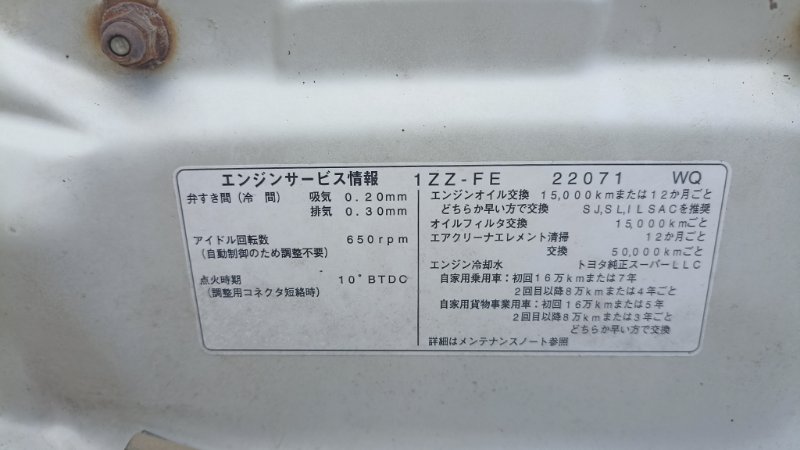 エンジンサービス情報 1ZZ-FE 22071 WQ
弁すき間(冷 間) 吸気 0.20mm
排気 0.30mm
アイドル回転数 650rpm
(自動制御のため調整不要)
点火時期 10°BTDC
(調整用コネクタ短絡時)
エンジンオイル交換 15,000kmまたは12か月ごと
どちらか早い方で交換 SJ,SL,ILSACを推奨
オイルフィルタ交換 15,000kmごと
エアクリーナエレメント清掃 12か月ごと
交換 50,000kmごと
エンジン冷却水 トヨタ純正スーパーLLC
自家用乗用車:初回16万kmまたは7年
2回目以降8万kmまたは4年ごと
自家用貨物事業用車:初回16万kmまたは5年
2回目以降8万kmまたは3年ごと
どちらか早い方で交換
詳細はメンテナンスノート参照